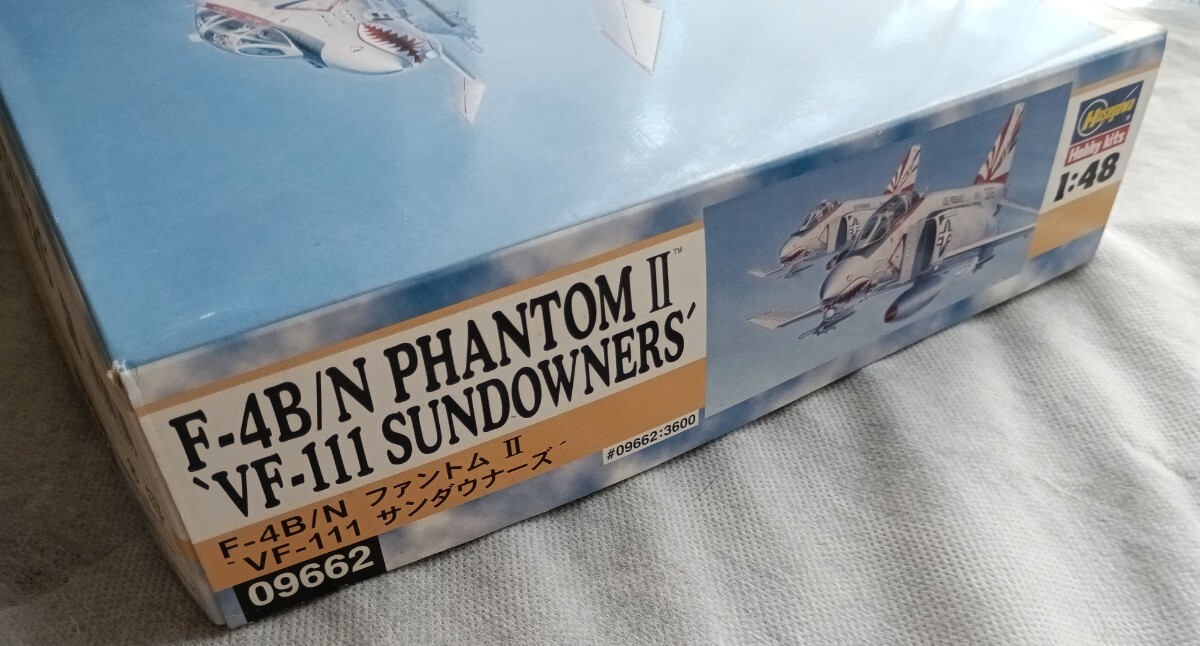 F-4B/N PHANTOM II™
'VF-111 SUNDOWNERS'
F-4B/N ファントム II
'VF-111 サンダウナーズ'
#09662:3600
09662
Hasegawa
Hobby kits
1:48